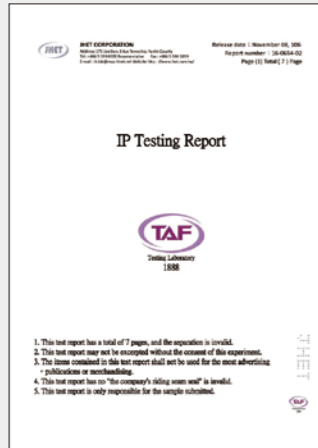 JHET
JHET CORPORATION
Release date : November 08, 106
Report number : 16-0654-02
Page (1) Total( 7 ) Page
IP Testing Report
TAF
Testing Laboratory
1888
1. This test report has a total of 7 pages, and the separation is invalid.
2. This test report may not be excerpted without the consent of this experiment.
3. The items contained in this test report shall not be used for the most advertising
, publications or merchandising.
4. This test report has no "the company's riding seam seal" is invalid.
5. This test report is only responsible for the sample submitted.